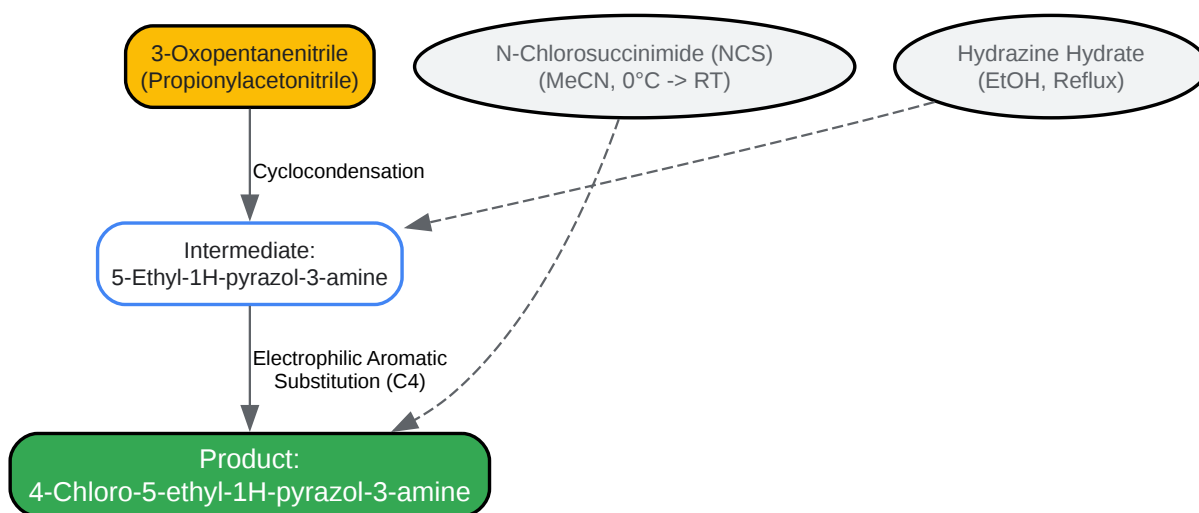 3-Oxopentanenitrile
(Propionylacetonitrile)
N-Chlorosuccinimide (NCS)
(MeCN, 0°C -> RT)
Hydrazine Hydrate
(EtOH, Reflux)
Cyclocondensation
Intermediate:
5-Ethyl-1H-pyrazol-3-amine
Electrophilic Aromatic
Substitution (C4)
Product:
4-Chloro-5-ethyl-1H-pyrazol-3-amine